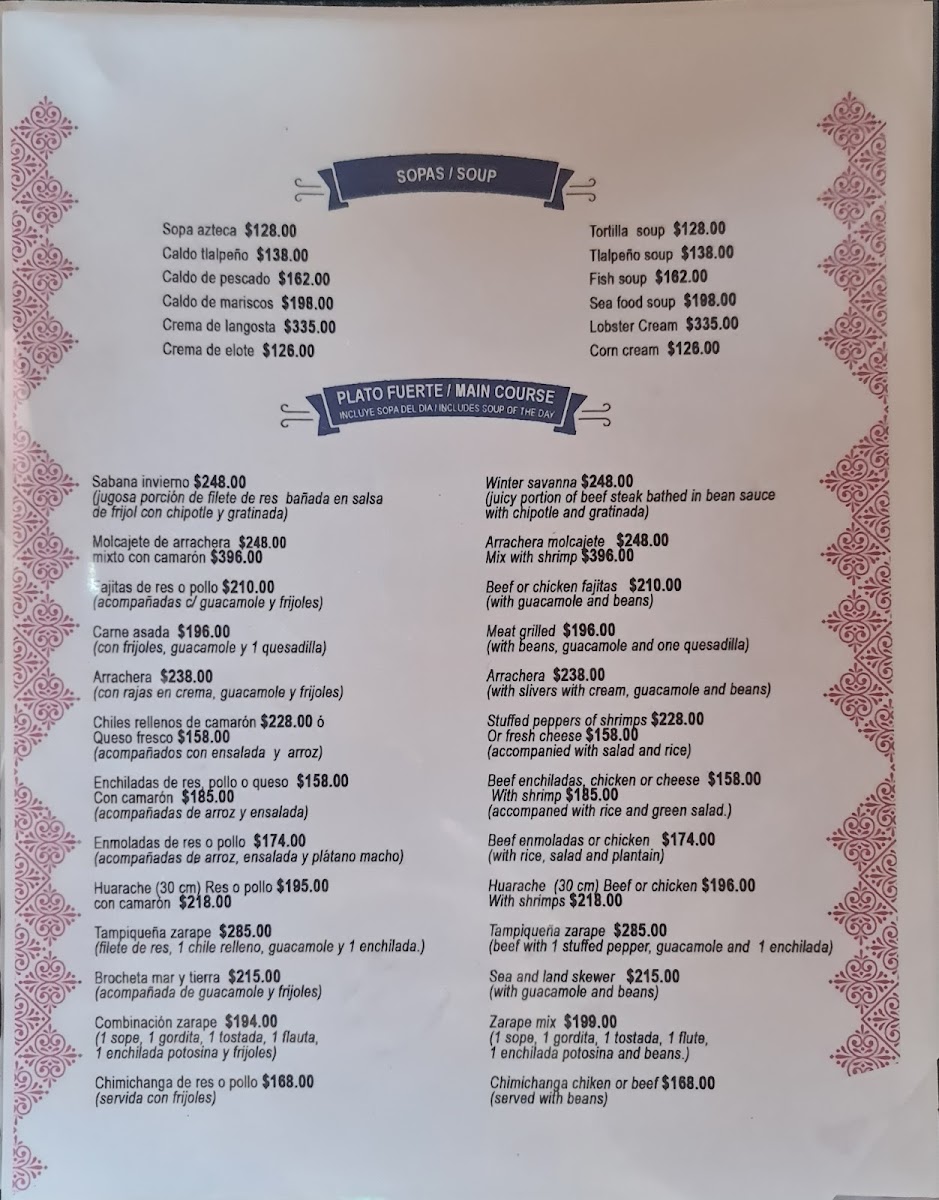 SOPAS / SOUP
Sopa azteca $128.00
Caldo tlalpeño $138.00
Caldo de pescado $162.00
Caldo de mariscos $198.00
Crema de langosta $335.00
Crema de elote $126.00
Tortilla soup $128.00
Tlalpeño soup $138.00
Fish soup $162.00
Sea food soup $198.00
Lobster Cream $335.00
Corn cream $126.00
PLATO FUERTE / MAIN COURSE
INCLUYE SOPA DEL DIA / INCLUDES SOUP OF THE DAY
Sabana invierno $248.00
(jugosa porción de filete de res bañada en salsa
de frijol con chipotle y gratinada)
Molcajete de arrachera $248.00
mixto con camarón $396.00
Fajitas de res o pollo $210.00
(acompañadas c/ guacamole y frijoles)
Carne asada $196.00
(con frijoles, guacamole y 1 quesadilla)
Arrachera $238.00
(con rajas en crema, guacamole y frijoles)
Chiles rellenos de camarón $228.00 ó
Queso fresco $158.00
(acompañados con ensalada y arroz)
Enchiladas de res, pollo o queso $158.00
Con camarón $185.00
(acompañadas de arroz y ensalada)
Enmoladas de res o pollo $174.00
(acompañadas de arroz, ensalada y plátano macho)
Huarache (30 cm) Res o pollo $195.00
con camaròn $218.00
Tampiqueña zarape $285.00
(filete de res, 1 chile relleno, guacamole y 1 enchilada.)
Brocheta mar y tierra $215.00
(acompañada de guacamole y frijoles)
Combinación zarape $194.00
(1 sope, 1 gordita, 1 tostada, 1 flauta,
1 enchilada potosina y frijoles)
Chimichanga de res o pollo $168.00
(servida con frijoles)
Winter savanna $248.00
(juicy portion of beef steak bathed in bean sauce
with chipotle and gratinada)
Arrachera molcajete $248.00
Mix with shrimp $396.00
Beef or chicken fajitas $210.00
(with guacamole and beans)
Meat grilled $196.00
(with beans, guacamole and one quesadilla)
Arrachera $238.00
(with slivers with cream, guacamole and beans)
Stuffed peppers of shrimps $228.00
Or fresh cheese $158.00
(accompanied with salad and rice)
Beef enchiladas, chicken or cheese $158.00
With shrimp $185.00
(accompaned with rice and green salad.)
Beef enmoladas or chicken $174.00
(with rice, salad and plantain)
Huarache (30 cm) Beef or chicken $196.00
With shrimps $218.00
Tampiqueña zarape $285.00
(beef with 1 stuffed pepper, guacamole and 1 enchilada)
Sea and land skewer $215.00
(with guacamole and beans)
Zarape mix $199.00
(1 sope, 1 gordita, 1 tostada, 1 flute,
1 enchilada potosina and beans.)
Chimichanga chiken or beef $168.00
(served with beans)